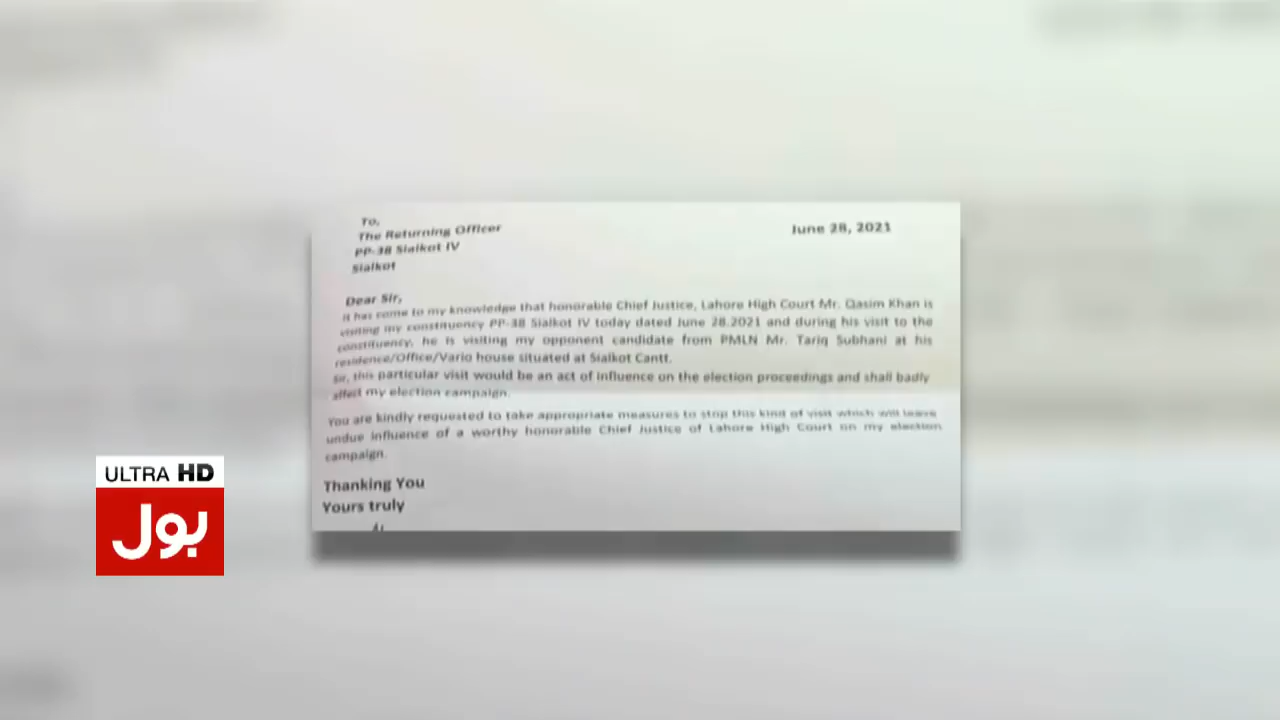 To,
The Returning Officer
PP-38 Sialkot IV
Sialkot
June 28, 2021
Dear Sir,
It has come to my knowledge that honorable Chief Justice, Lahore High Court Mr. Qasim Khan is
visiting my constituency PP-38 Sialkot IV today dated June 28.2021 and during his visit to the
constituency, he is visiting my opponent candidate from PMLN Mr. Tariq Subhani at his
residence/Office/Vario house situated at Sialkot Cantt.
Sir, this particular visit would be an act of influence on the election proceedings and shall badly
affect my election campaign.
You are kindly requested to take appropriate measures to stop this kind of visit which will leave
undue influence of a worthy honorable Chief Justice of Lahore High Court on my election
campaign.
Thanking You
Yours truly
ULTRA HD
بول